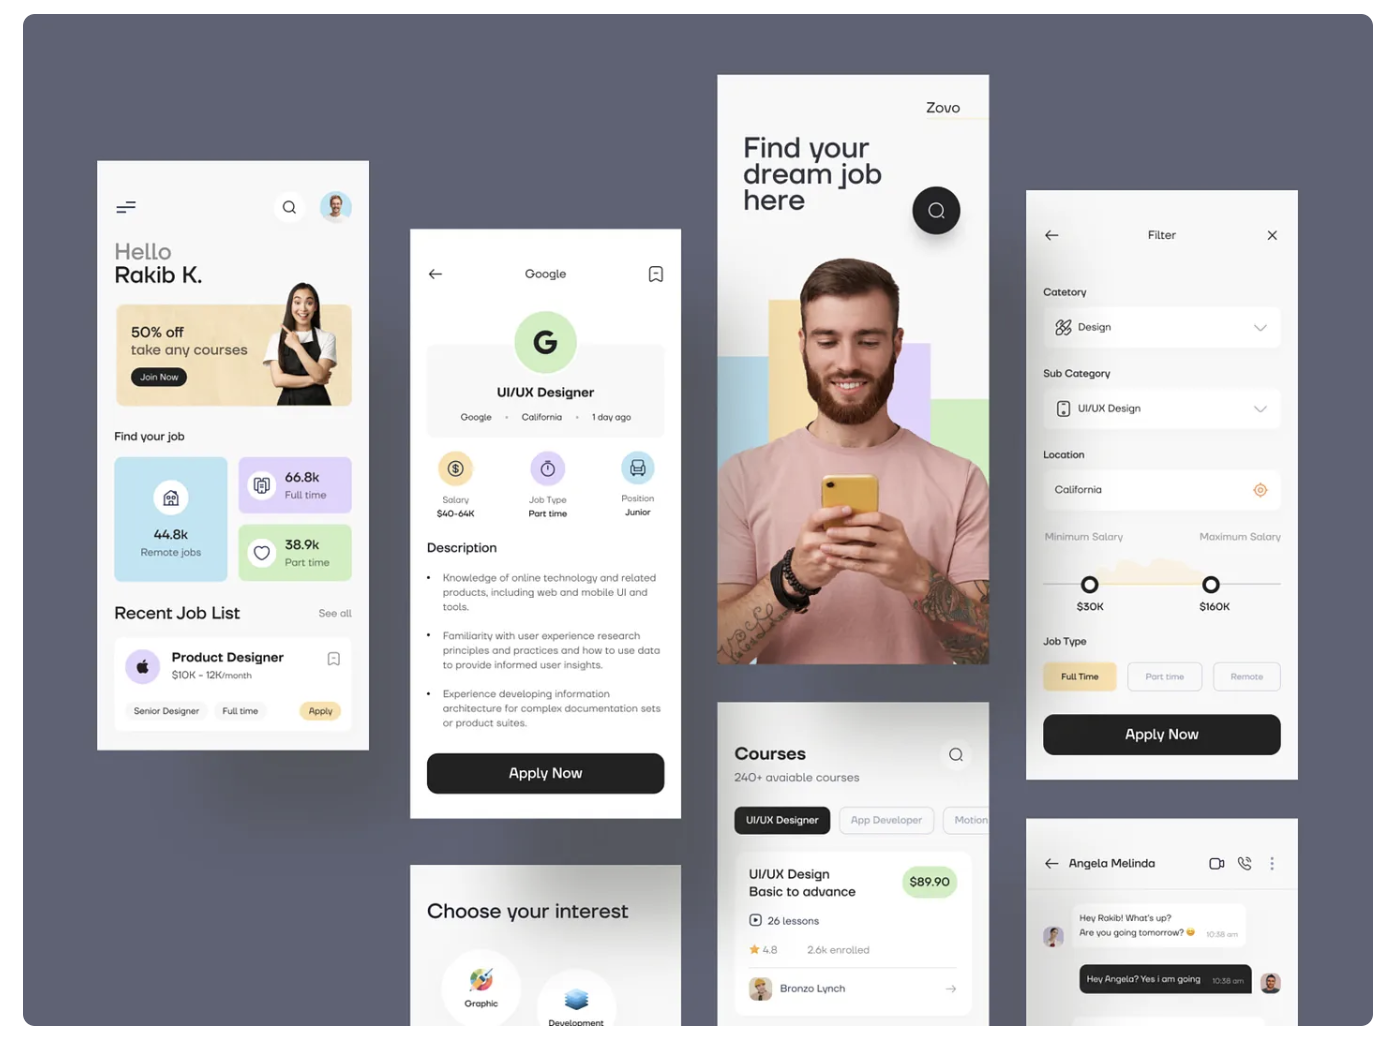 Hello
Rakib K.
50% off
take any courses
Join Now
Find your job
44.8k
Remote jobs
66.8k
Full time
38.9k
Part time
Recent Job List
See all
Product Designer
$10K - 12K/month
Senior Designer
Full time
Apply
Google
G
UI/UX Designer
Google • California • 1 day ago
Salary
$40-64K
Job Type
Part time
Position
Junior
Description
• Knowledge of online technology and related
products, including web and mobile UI and
tools.
• Familiarity with user experience research
principles and practices and how to use data
to provide informed user insights.
• Experience developing information
architecture for complex documentation sets
or product suites.
Apply Now
Choose your interest
Graphic
Development
Zovo
Find your
dream job
here
Courses
240+ avaiable courses
UI/UX Designer
App Developer
Motion
UI/UX Design
Basic to advance
$89.90
26 lessons
4.8
2.6k enrolled
Bronzo Lynch
Filter
Catetory
Design
Sub Category
UI/UX Design
Location
California
Minimum Salary
Maximum Salary
$30K
$160K
Job Type
Full Time
Part time
Remote
Apply Now
Angela Melinda
Hey Rakib! What's up?
Are you going tomorrow? 😊 10:38 am
Hey Angela? Yes i am going 10:38 am